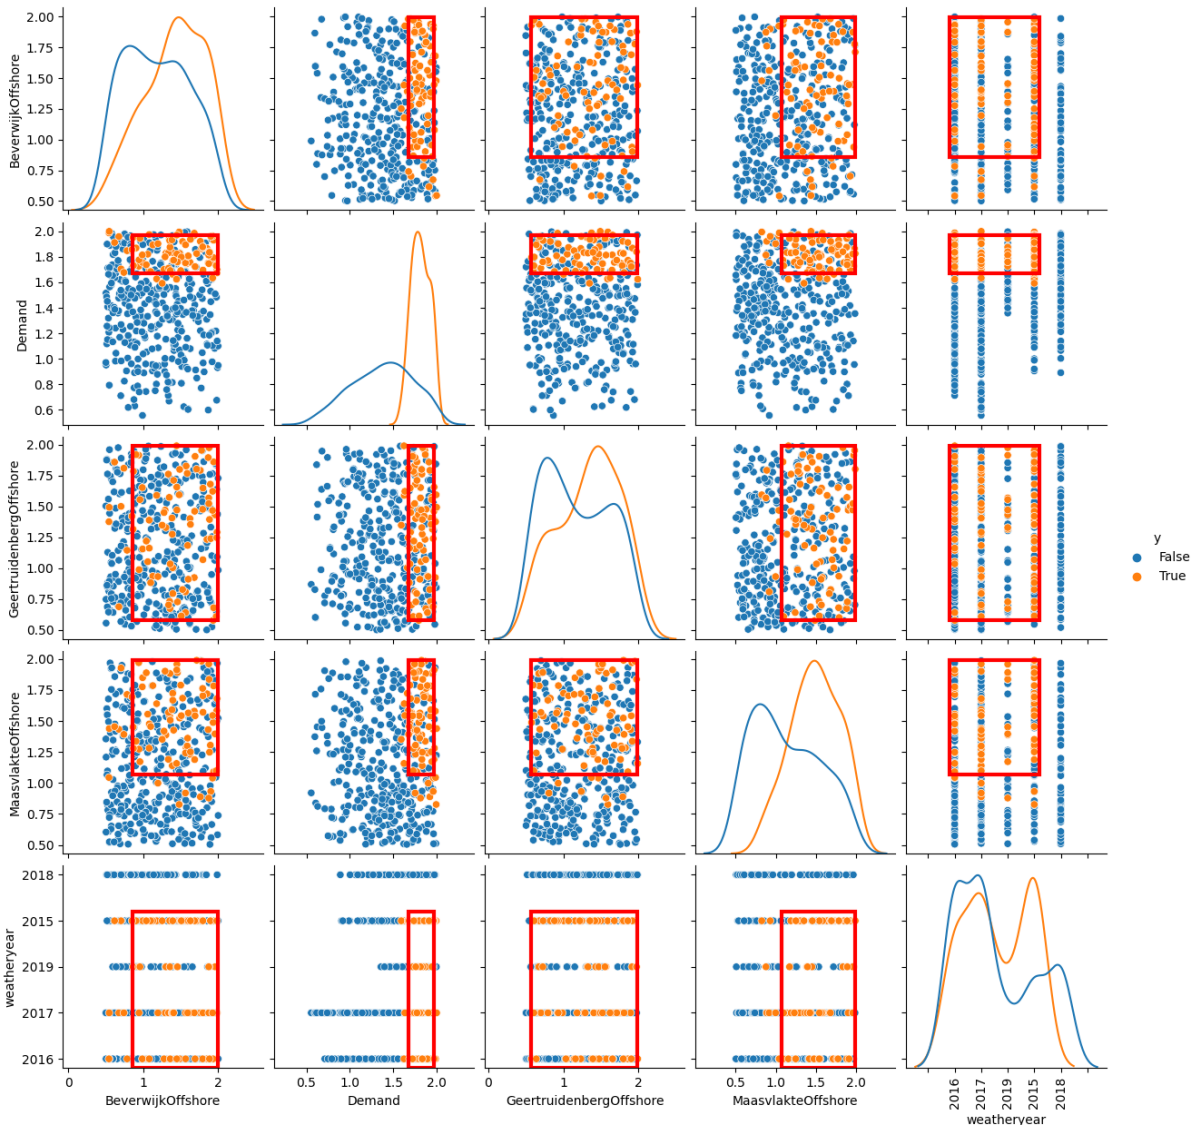 BeverwijkOffshore
2.00
1.75
1.50
1.25
1.00
0.75
0.50
Demand
2.0
1.8
1.6
1.4
1.2
1.0
0.8
0.6
GeertruidenbergOffshore
2.00
1.75
1.50
1.25
1.00
0.75
0.50
y
False
True
MaasvlakteOffshore
2.00
1.75
1.50
1.25
1.00
0.75
0.50
weatheryear
2018
2015
2019
2017
2016
0 1 2
0.5 1.0 1.5 2.0
0 1 2
0.5 1.0 1.5 2.0
2016 2017 2019 2015 2018
BeverwijkOffshore
Demand
GeertruidenbergOffshore
MaasvlakteOffshore
weatheryear